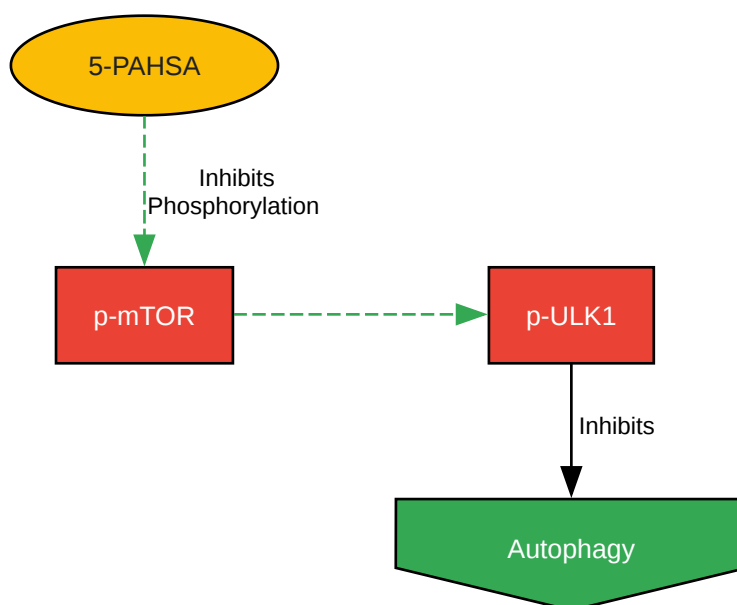 5-PAHSA
Inhibits
Phosphorylation
p-mTOR
p-ULK1
Inhibits
Autophagy